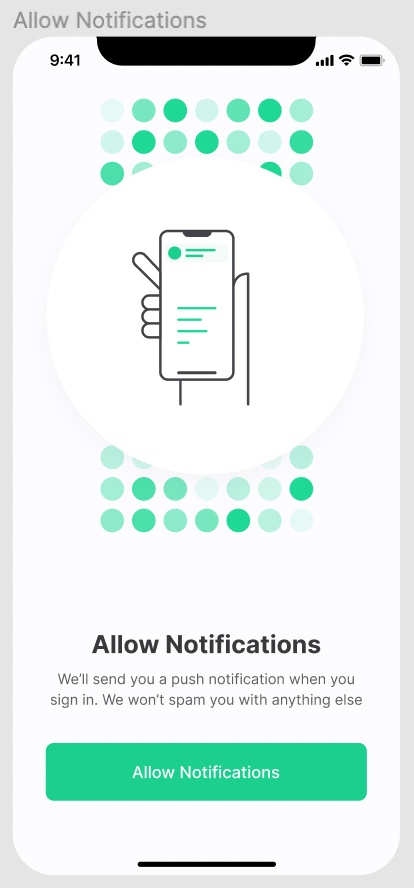 Allow Notifications
9:41
Allow Notifications
We’ll send you a push notification when you
sign in. We won’t spam you with anything else
Allow Notifications